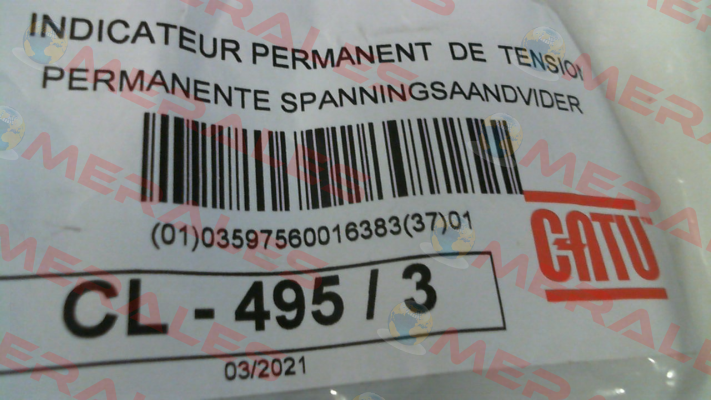 INDICATEUR PERMANENT DE TENSION
PERMANENTE SPANNINGSAANDVIDER
(01)03597560016383(37)01
CATU
CL - 495 / 3
03/2021